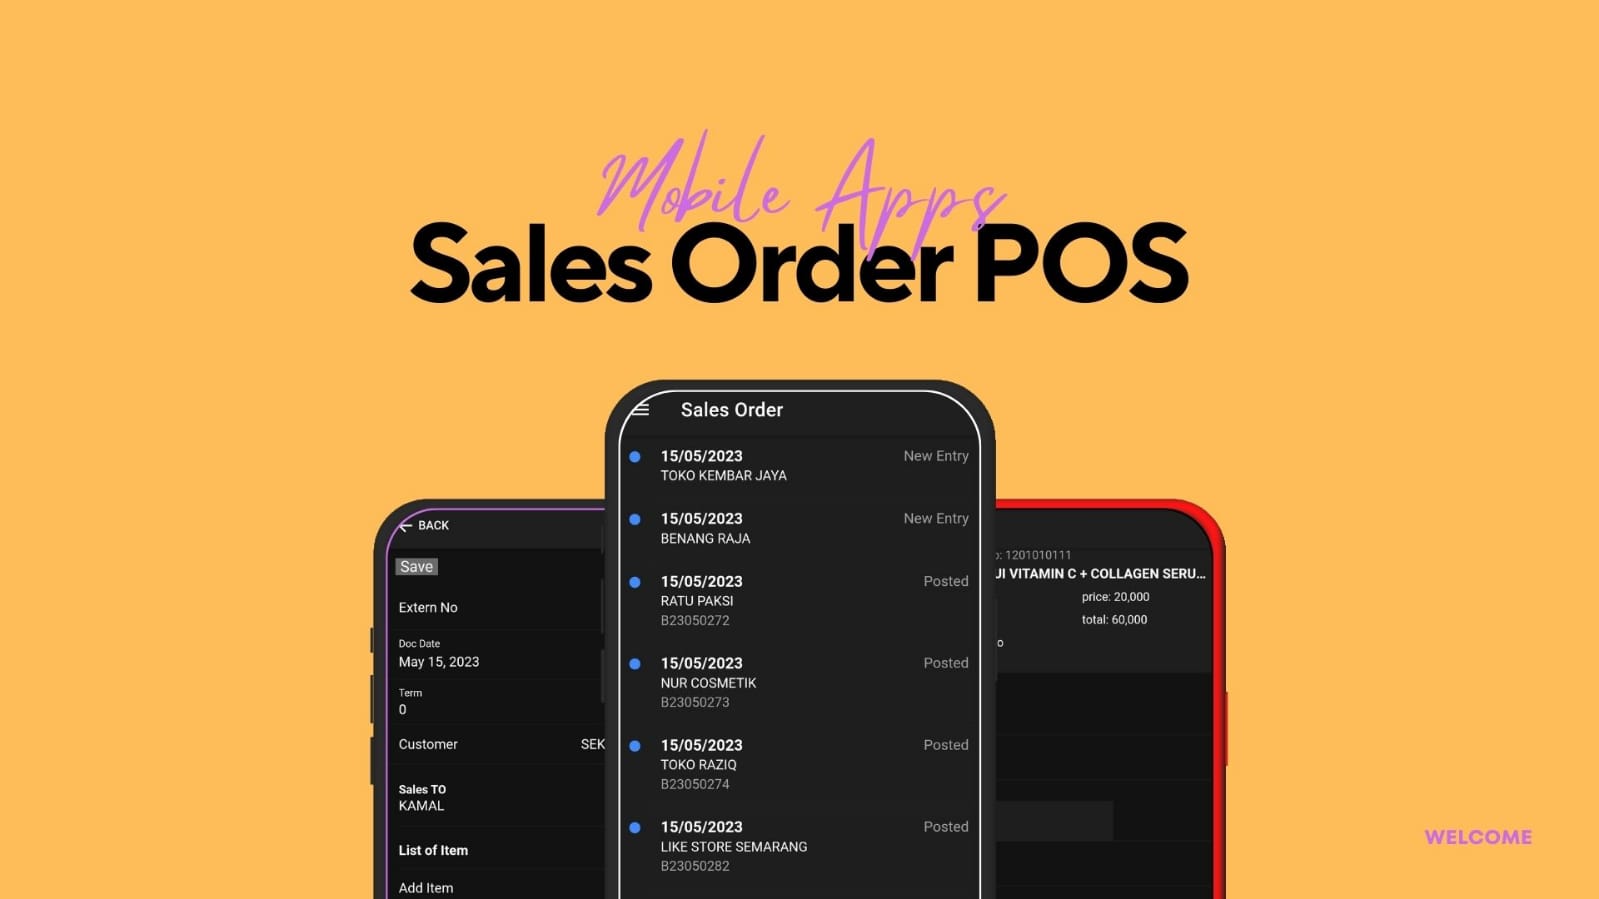 Mobile Apps
Sales Order POS
Sales Order
15/05/2023 New Entry
TOKO KEMBAR JAYA
15/05/2023 New Entry
BENANG RAJA
15/05/2023 Posted
RATU PAKSI
B23050272
15/05/2023 Posted
NUR COSMETIK
B23050273
15/05/2023 Posted
TOKO RAZIQ
B23050274
15/05/2023 Posted
LIKE STORE SEMARANG
B23050282
BACK
Save
Extern No
Doc Date
May 15, 2023
Term
0
Customer SEK
Sales TO
KAMAL
List of Item
Add Item
: 1201010111
VITAMIN C + COLLAGEN SERU...
price: 20,000
total: 60,000
WELCOME